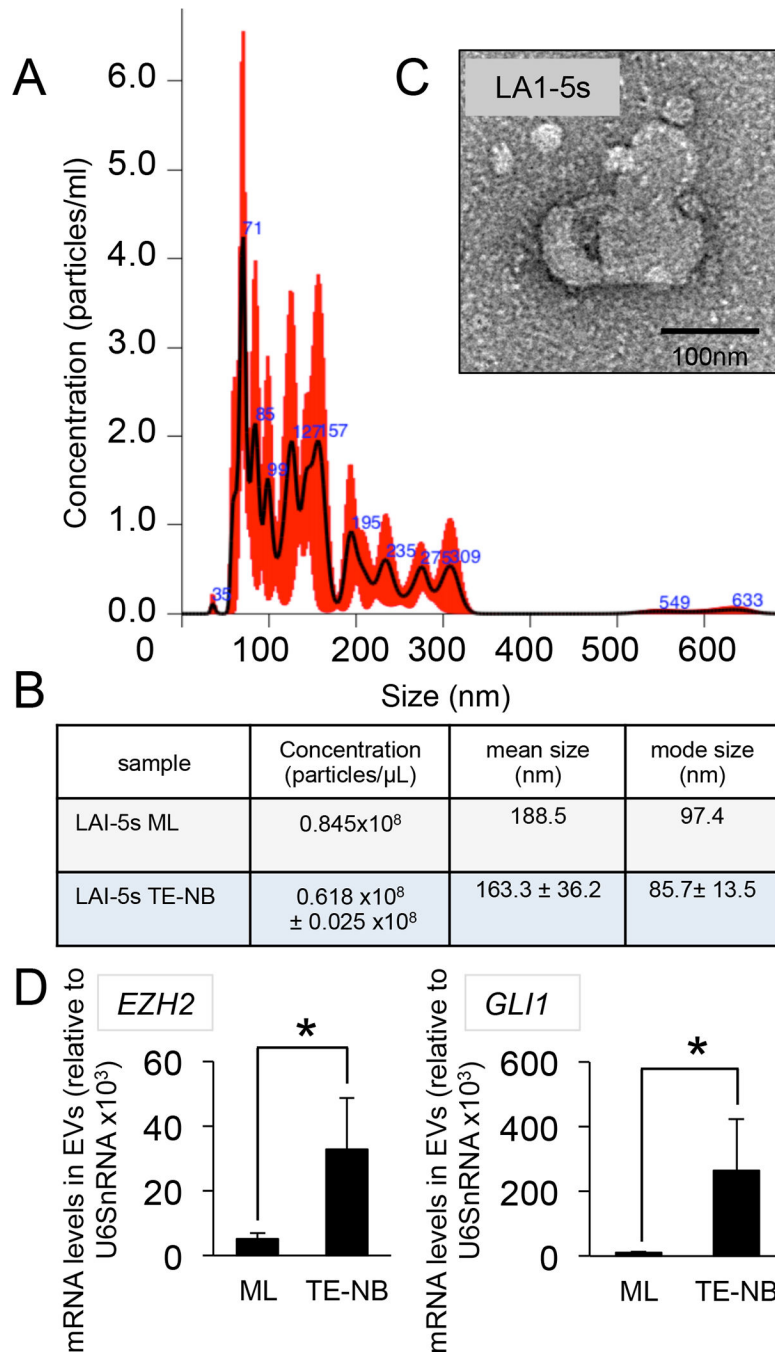 A
Concentration (particles/ml)
6.0
5.0
4.0
3.0
2.0
1.0
0.0
71
85
99
127
157
195
235
275
309
35
549
633
0
100
200
300
400
500
600
Size (nm)
C
LA1-5s
100nm
B
sample
Concentration
(particles/µL)
mean size
(nm)
mode size
(nm)
LAI-5s ML
0.845x10⁸
188.5
97.4
LAI-5s TE-NB
0.618 x10⁸
± 0.025 x10⁸
163.3 ± 36.2
85.7± 13.5
D
mRNA levels in EVs (relative to
U6SnRNA x10³)
EZH2
*
60
40
20
0
ML
TE-NB
mRNA levels in EVs (relative to
U6SnRNA x10³)
GLI1
*
600
400
200
0
ML
TE-NB